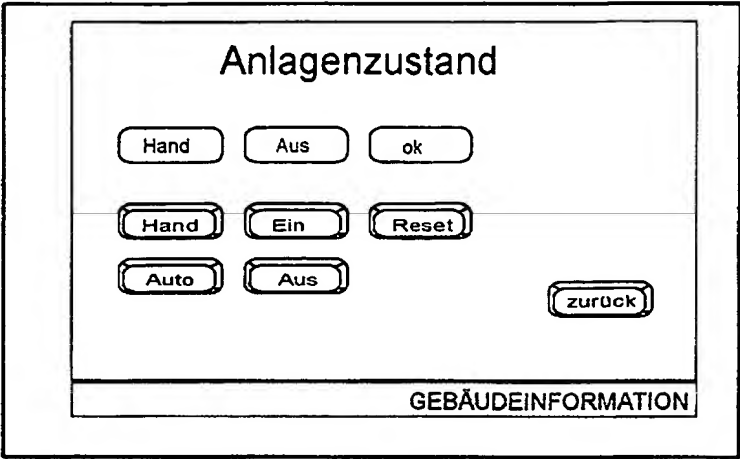 Anlagenzustand
Hand Aus ok
Hand Ein Reset
Auto Aus
zurück
GEBÄUDEINFORMATION